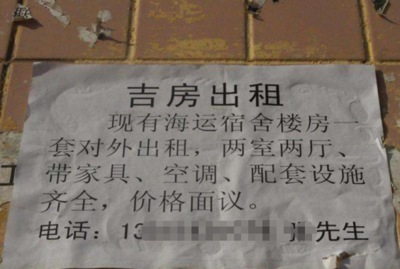 吉房出租
现有海运宿舍楼房一
套对外出租，两室两厅、
带家具、空调、配套设施
齐全，价格面议。
电话：13 先生